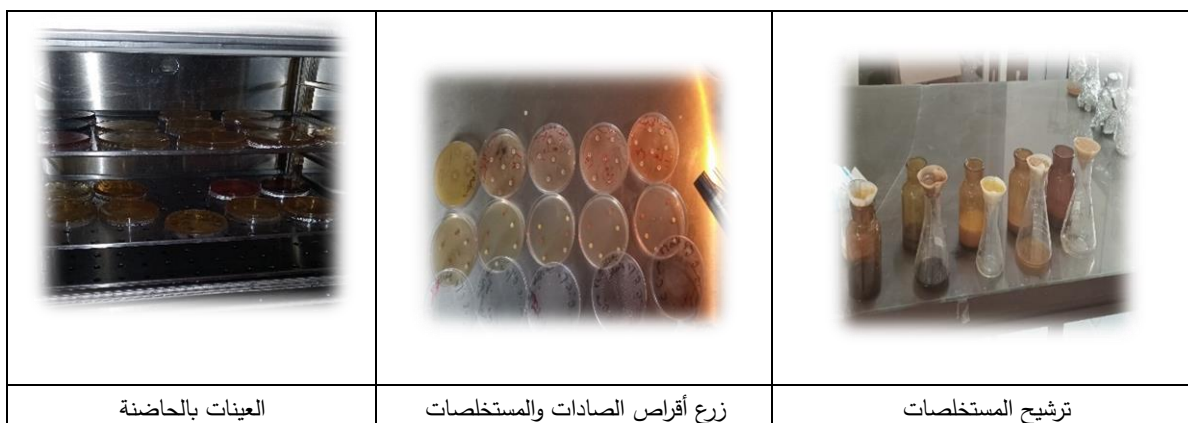 ترشيح المستخلصات
زرع أقراص الصادات والمستخلصات
العينات بالحاضنة